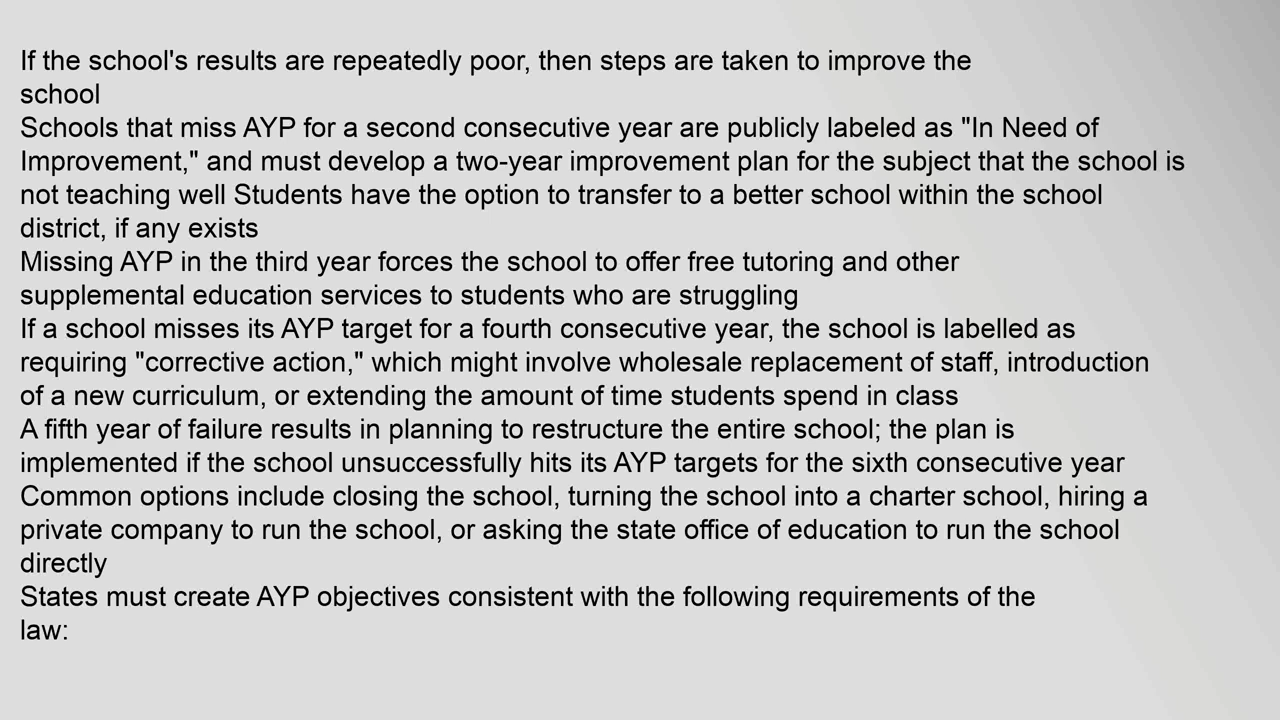 If the school's results are repeatedly poor, then steps are taken to improve the
school
Schools that miss AYP for a second consecutive year are publicly labeled as "In Need of
Improvement," and must develop a two-year improvement plan for the subject that the school is
not teaching well Students have the option to transfer to a better school within the school
district, if any exists
Missing AYP in the third year forces the school to offer free tutoring and other
supplemental education services to students who are struggling
If a school misses its AYP target for a fourth consecutive year, the school is labelled as
requiring "corrective action," which might involve wholesale replacement of staff, introduction
of a new curriculum, or extending the amount of time students spend in class
A fifth year of failure results in planning to restructure the entire school; the plan is
implemented if the school unsuccessfully hits its AYP targets for the sixth consecutive year
Common options include closing the school, turning the school into a charter school, hiring a
private company to run the school, or asking the state office of education to run the school
directly
States must create AYP objectives consistent with the following requirements of the
law: